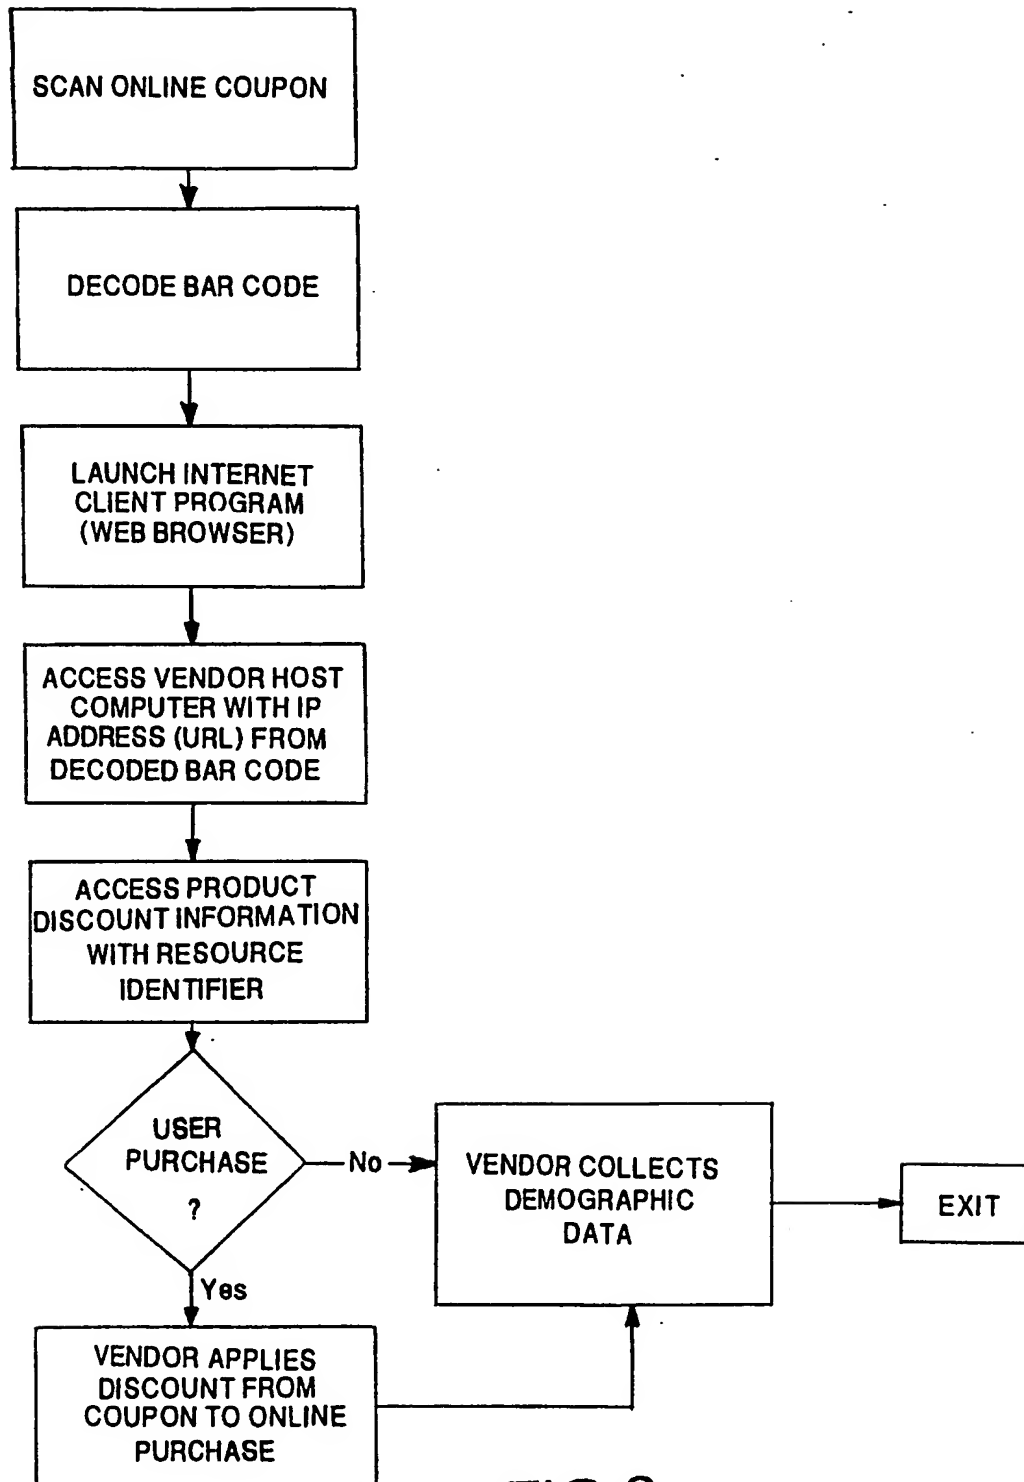 SCAN ONLINE COUPON
DECODE BAR CODE
LAUNCH INTERNET
CLIENT PROGRAM
(WEB BROWSER)
ACCESS VENDOR HOST
COMPUTER WITH IP
ADDRESS (URL) FROM
DECODED BAR CODE
ACCESS PRODUCT
DISCOUNT INFORMATION
WITH RESOURCE
IDENTIFIER
USER
PURCHASE
?
No
VENDOR COLLECTS
DEMOGRAPHIC
DATA
EXIT
Yes
VENDOR APPLIES
DISCOUNT FROM
COUPON TO ONLINE
PURCHASE